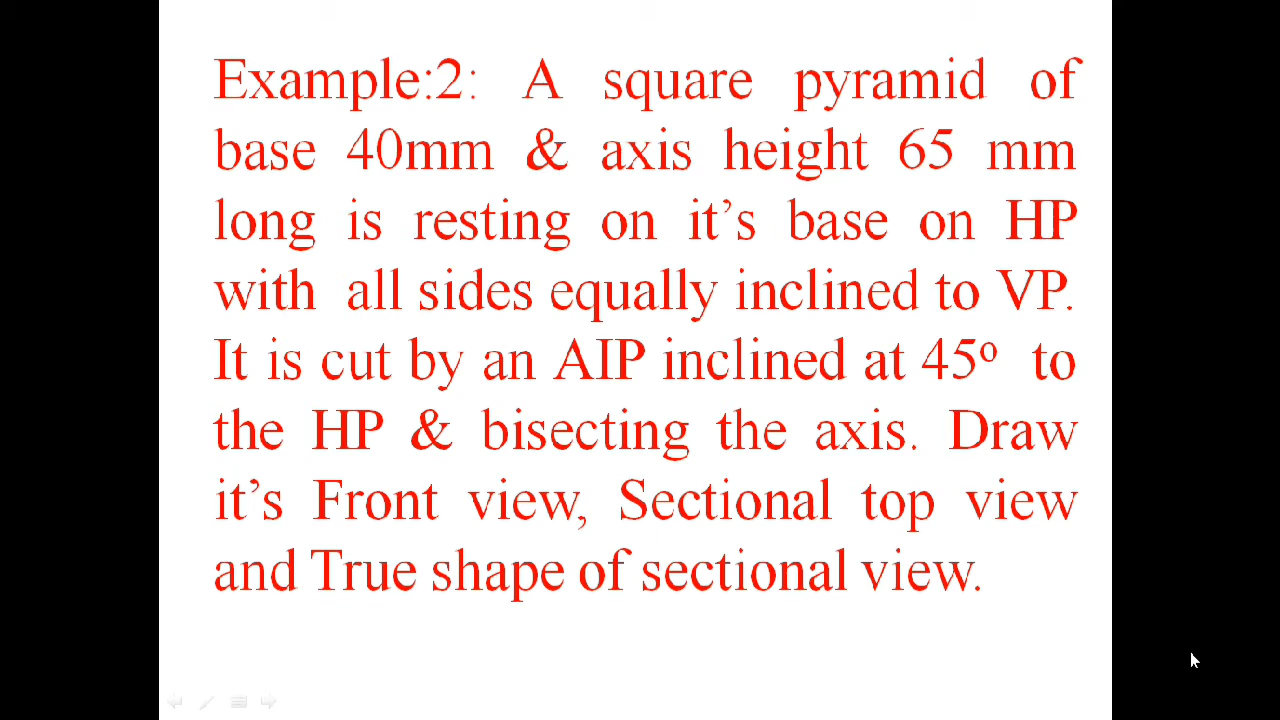 Example:2: A square pyramid of
base 40mm & axis height 65 mm
long is resting on it’s base on HP
with all sides equally inclined to VP.
It is cut by an AIP inclined at 45º to
the HP & bisecting the axis. Draw
it’s Front view, Sectional top view
and True shape of sectional view.